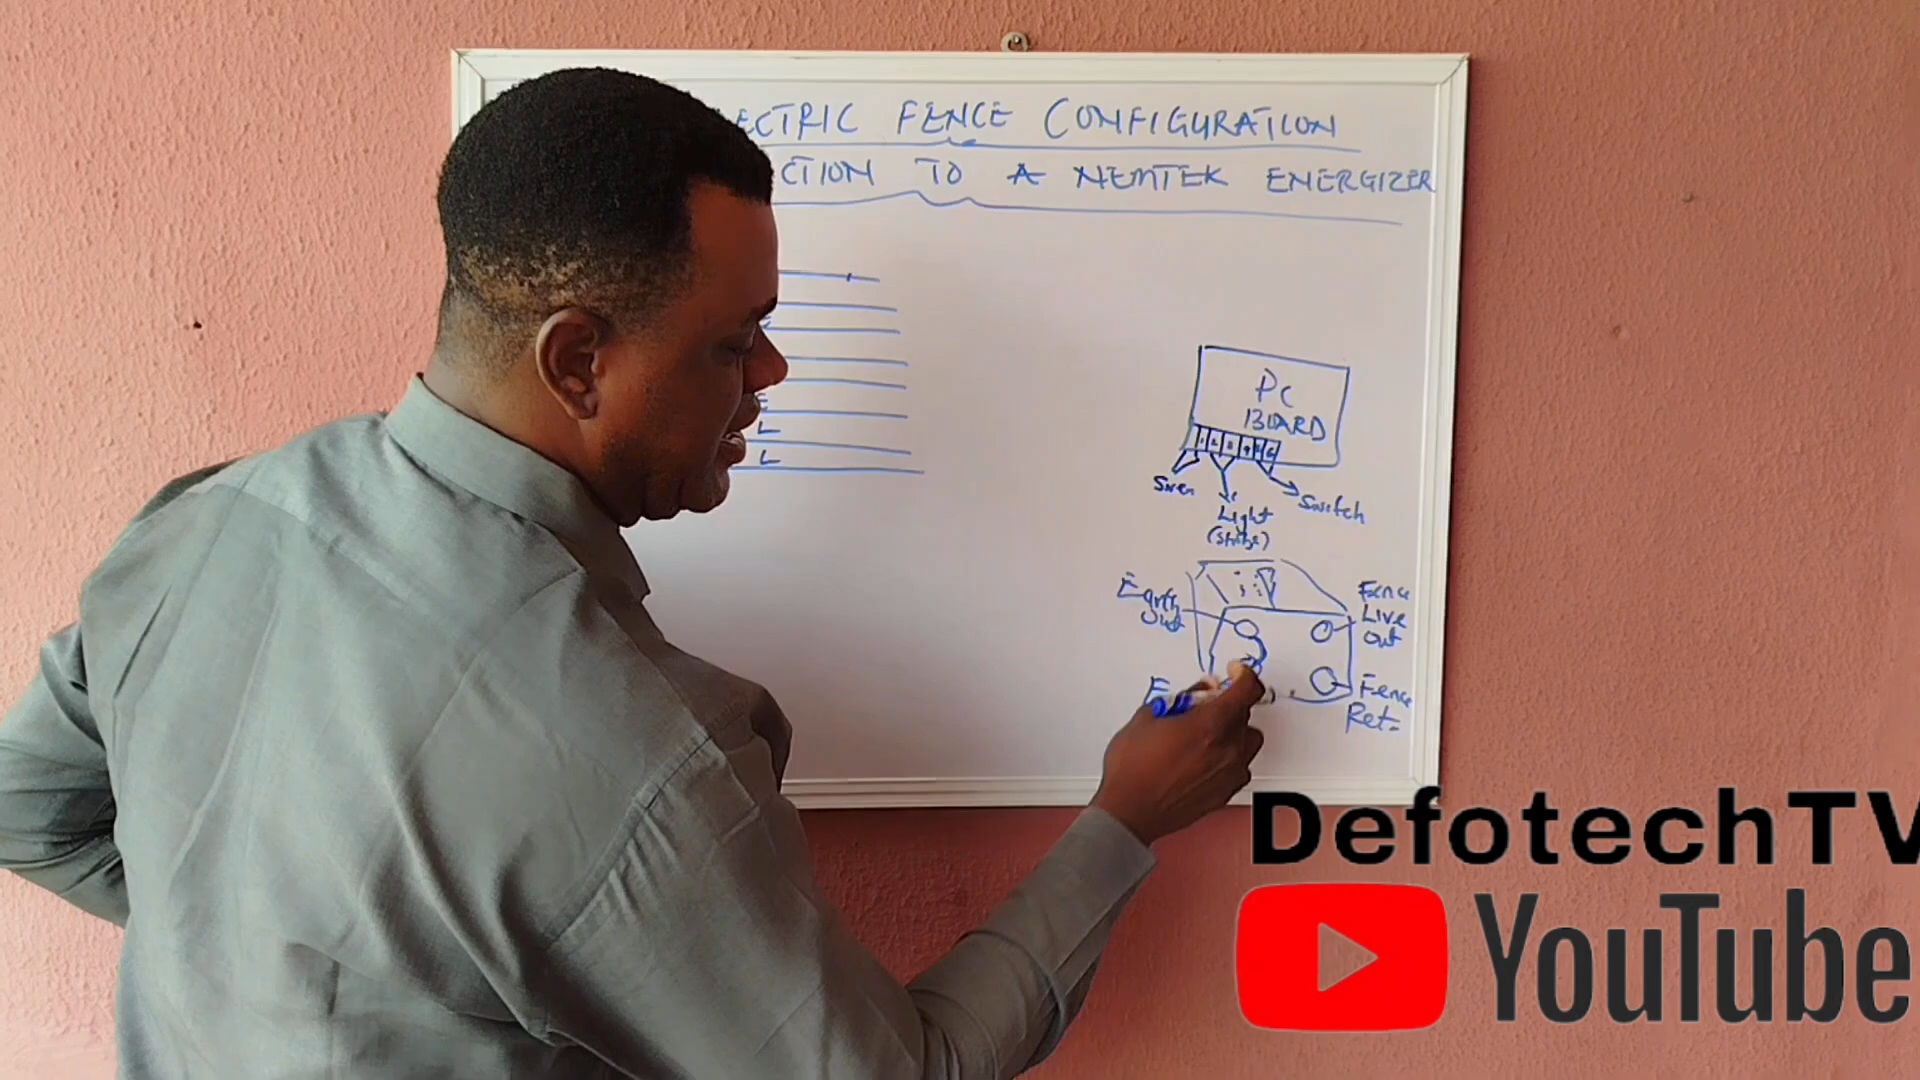 ECTRIC FENCE CONFIGURATION
CTION TO A NEMTEK ENERGIZER
E
L
L
PC
BOARD
Siren
Switch
Light
Earth
Out
Fence
Live
out
Fence
Ret-
DefotechTV
YouTube